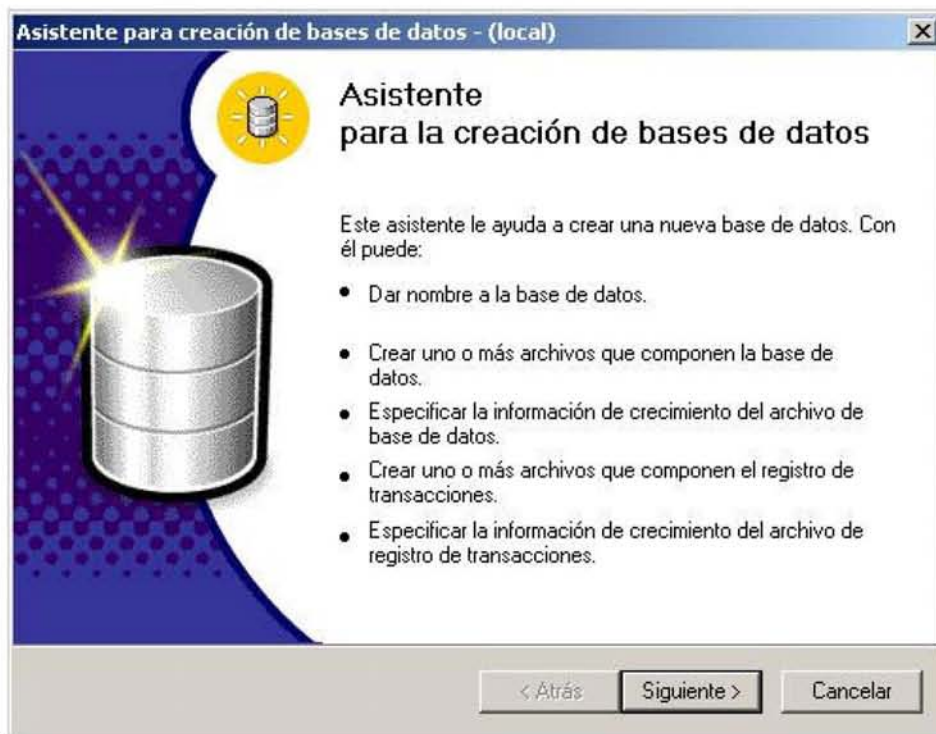 Asistente para creación de bases de datos - (local)
Asistente
para la creación de bases de datos
Este asistente le ayuda a crear una nueva base de datos. Con
él puede:
• Dar nombre a la base de datos.
• Crear uno o más archivos que componen la base de
datos.
• Especificar la información de crecimiento del archivo de
base de datos.
• Crear uno o más archivos que componen el registro de
transacciones.
• Especificar la información de crecimiento del archivo de
registro de transacciones.
< Atrás Siguiente > Cancelar